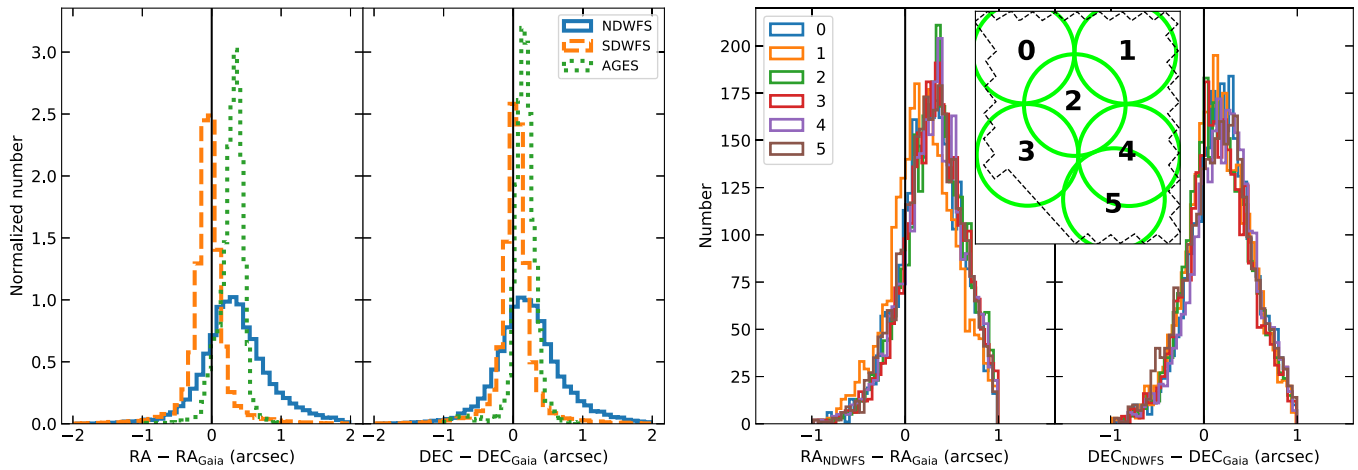 NDWFS
SDWFS
AGES
Normalized number
3.0
2.5
2.0
1.5
1.0
0.5
0.0
−2 −1 0 1 2
−2 −1 0 1 2
RA − RA_Gaia (arcsec)
DEC − DEC_Gaia (arcsec)
0
1
2
3
4
5
0 1
2
3 4
5
Number
200
175
150
125
100
75
50
25
0
−1 0 1
−1 0 1
RA_NDWFS − RA_Gaia (arcsec)
DEC_NDWFS − DEC_Gaia (arcsec)